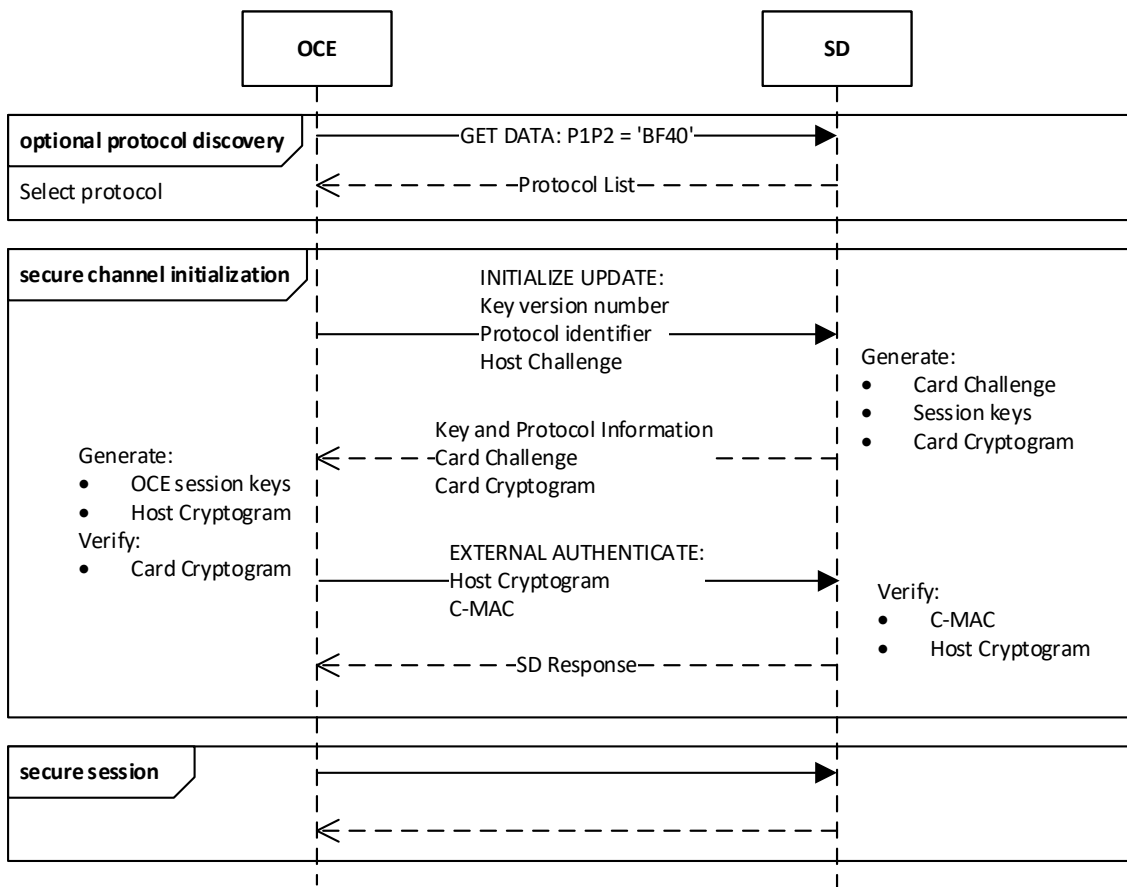 OCE
SD
optional protocol discovery
GET DATA: P1P2 = 'BF40'
Protocol List
Select protocol
secure channel initialization
INITIALIZE UPDATE:
Key version number
Protocol identifier
Host Challenge
Generate:
• Card Challenge
• Session keys
• Card Cryptogram
Key and Protocol Information
Card Challenge
Card Cryptogram
Generate:
• OCE session keys
• Host Cryptogram
Verify:
• Card Cryptogram
EXTERNAL AUTHENTICATE:
Host Cryptogram
C-MAC
Verify:
• C-MAC
• Host Cryptogram
SD Response
secure session